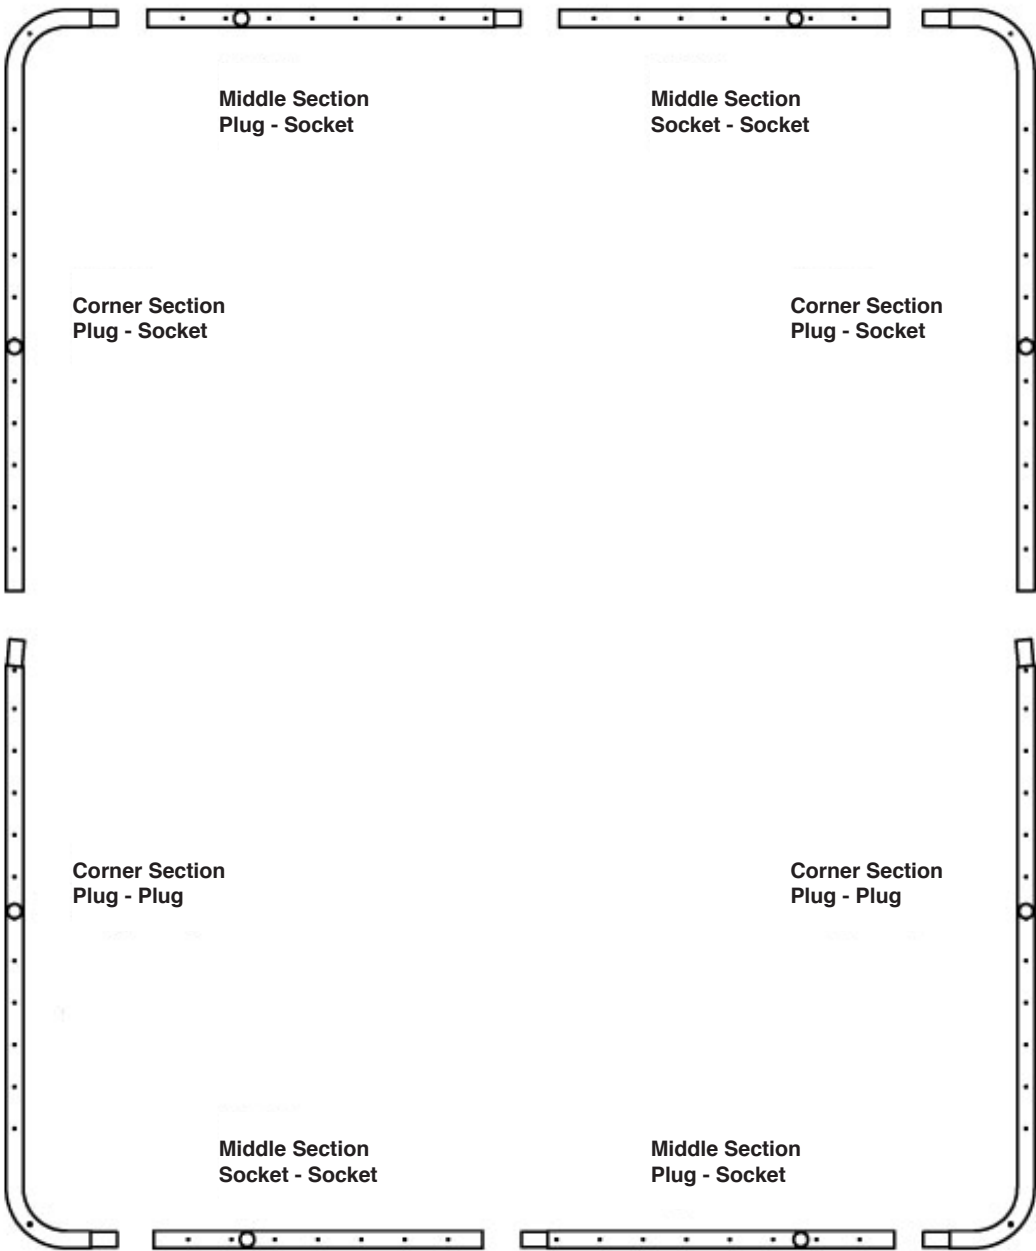 Middle Section
Plug - Socket
Middle Section
Socket - Socket
Corner Section
Plug - Socket
Corner Section
Plug - Socket
Corner Section
Plug - Plug
Corner Section
Plug - Plug
Middle Section
Socket - Socket
Middle Section
Plug - Socket